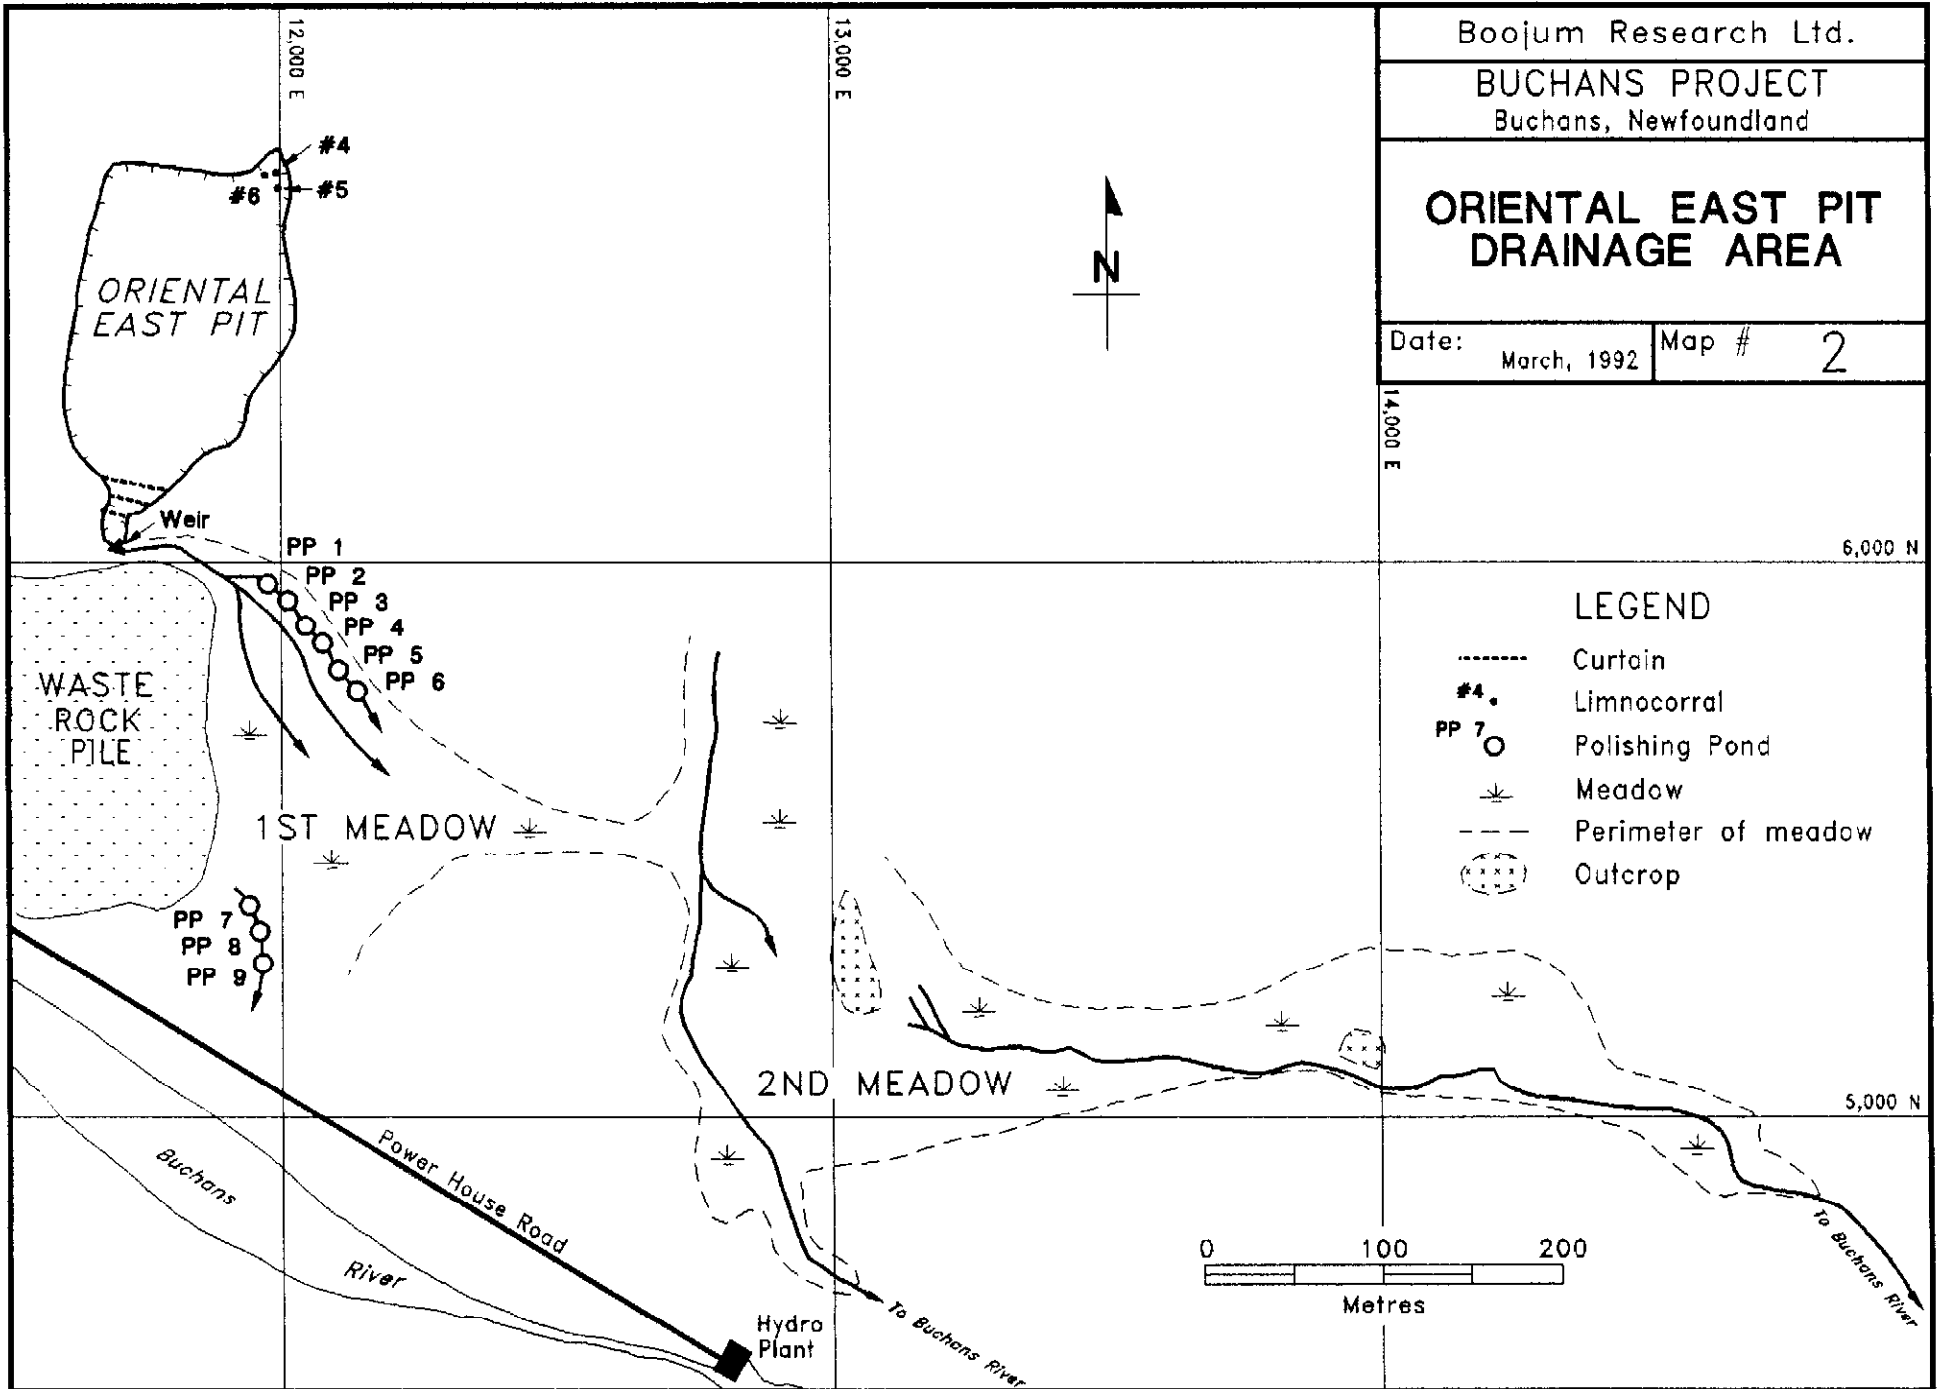 Boojum Research Ltd.
BUCHANS PROJECT
Buchans, Newfoundland
ORIENTAL EAST PIT
DRAINAGE AREA
Date:
March, 1992
Map # 2
12,000 E
13,000 E
14,000 E
6,000 N
5,000 N
#4
#5
#6
ORIENTAL
EAST PIT
Weir
PP 1
PP 2
PP 3
PP 4
PP 5
PP 6
WASTE
ROCK
PILE
1ST MEADOW
PP 7
PP 8
PP 9
2ND MEADOW
Power House Road
Buchans
River
Hydro
Plant
To Buchans River
To Buchans River
LEGEND
Curtain
#4 Limnocorral
PP 7 Polishing Pond
Meadow
Perimeter of meadow
Outcrop
0 100 200
Metres
N